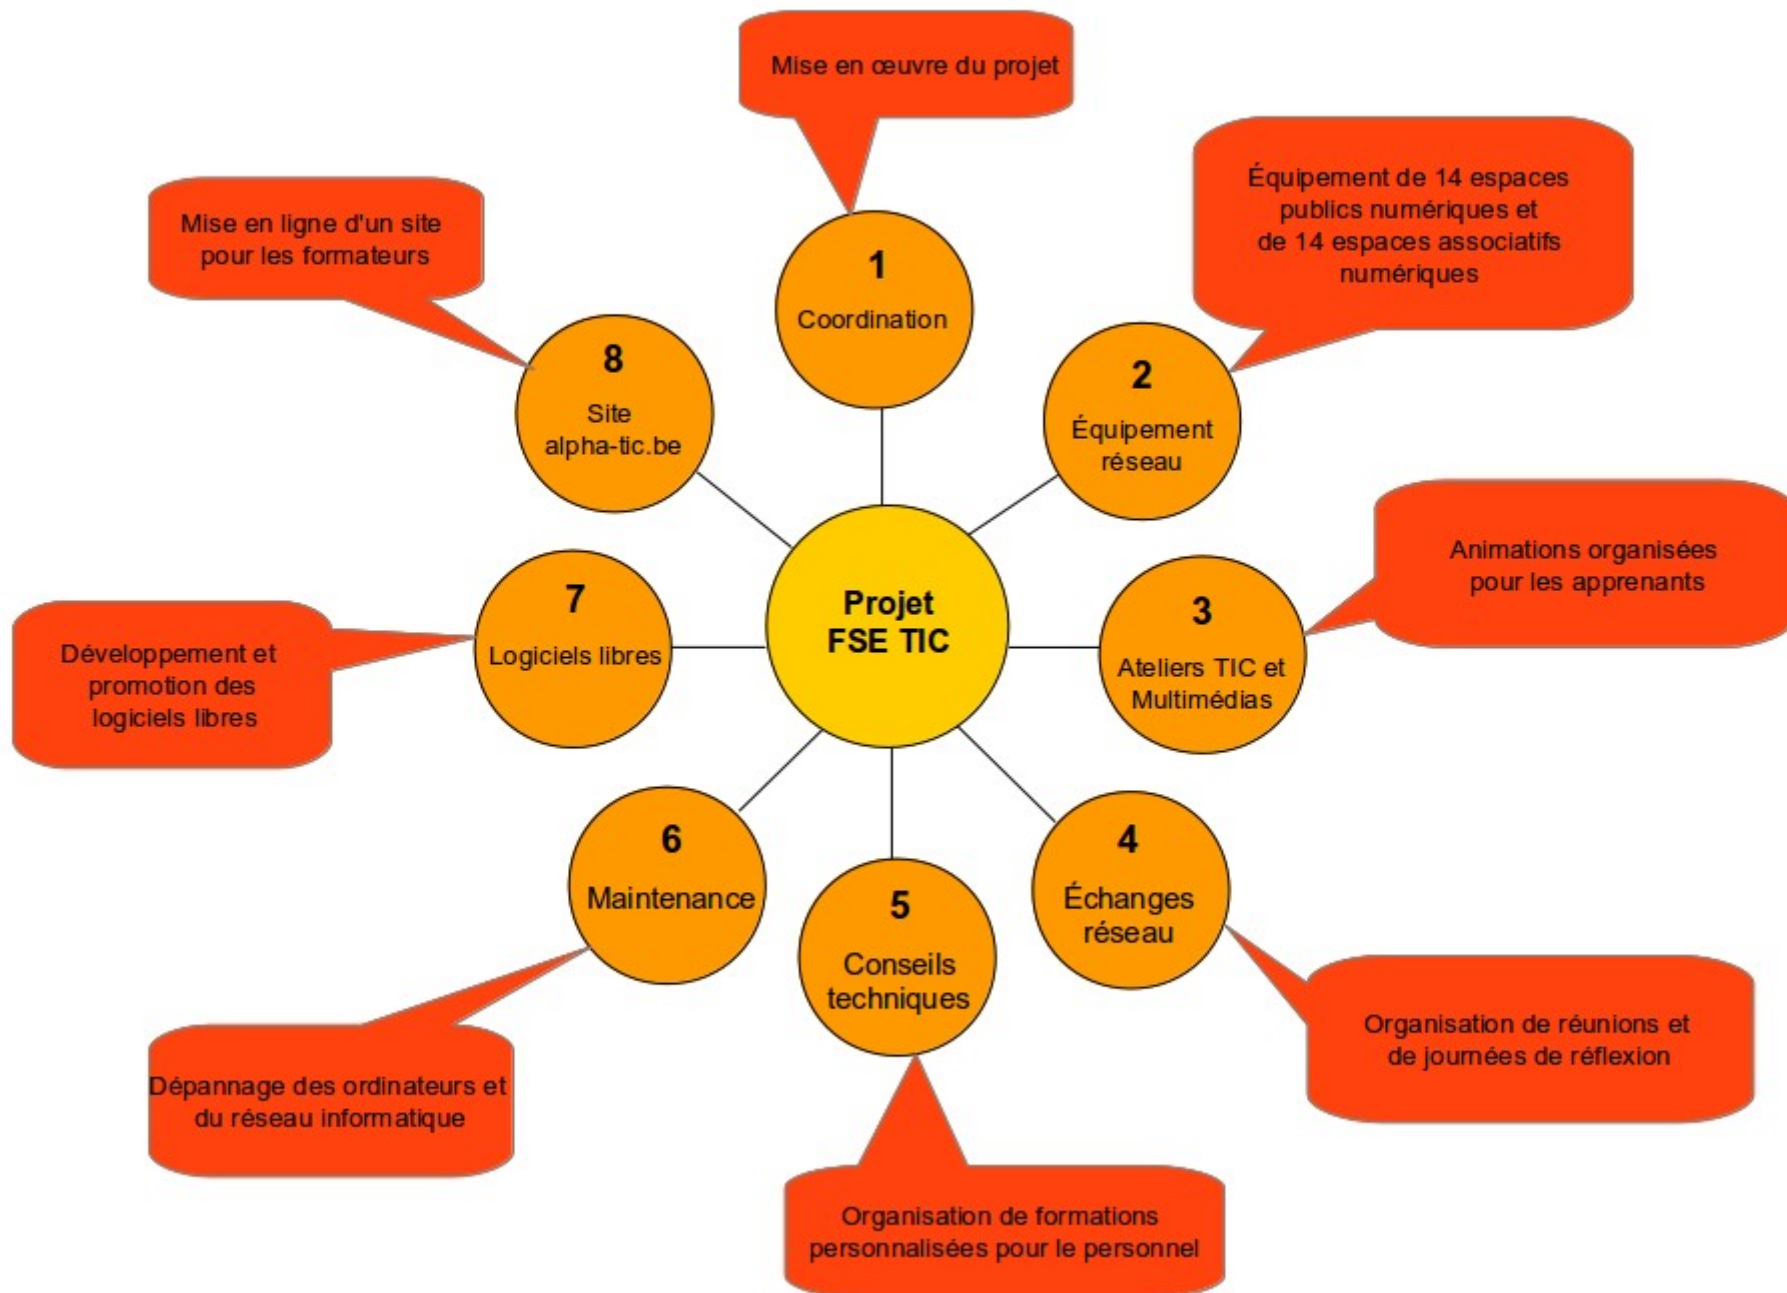 Mise en œuvre du projet
1
Coordination
Équipement de 14 espaces
publics numériques et
de 14 espaces associatifs
numériques
2
Équipement
réseau
Animations organisées
pour les apprenants
3
Ateliers TIC et
Multimédias
Organisation de réunions et
de journées de réflexion
4
Échanges
réseau
Organisation de formations
personnalisées pour le personnel
5
Conseils
techniques
Dépannage des ordinateurs et
du réseau informatique
6
Maintenance
Développement et
promotion des
logiciels libres
7
Logiciels libres
Mise en ligne d'un site
pour les formateurs
8
Site
alpha-tic.be
Projet
FSE TIC